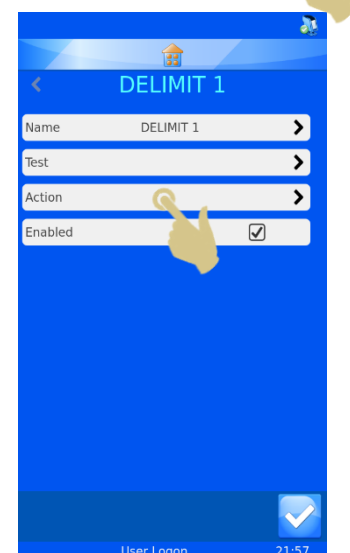 DELIMIT 1
Name DELIMIT 1
Test
Action
Enabled
User Logon 21:57